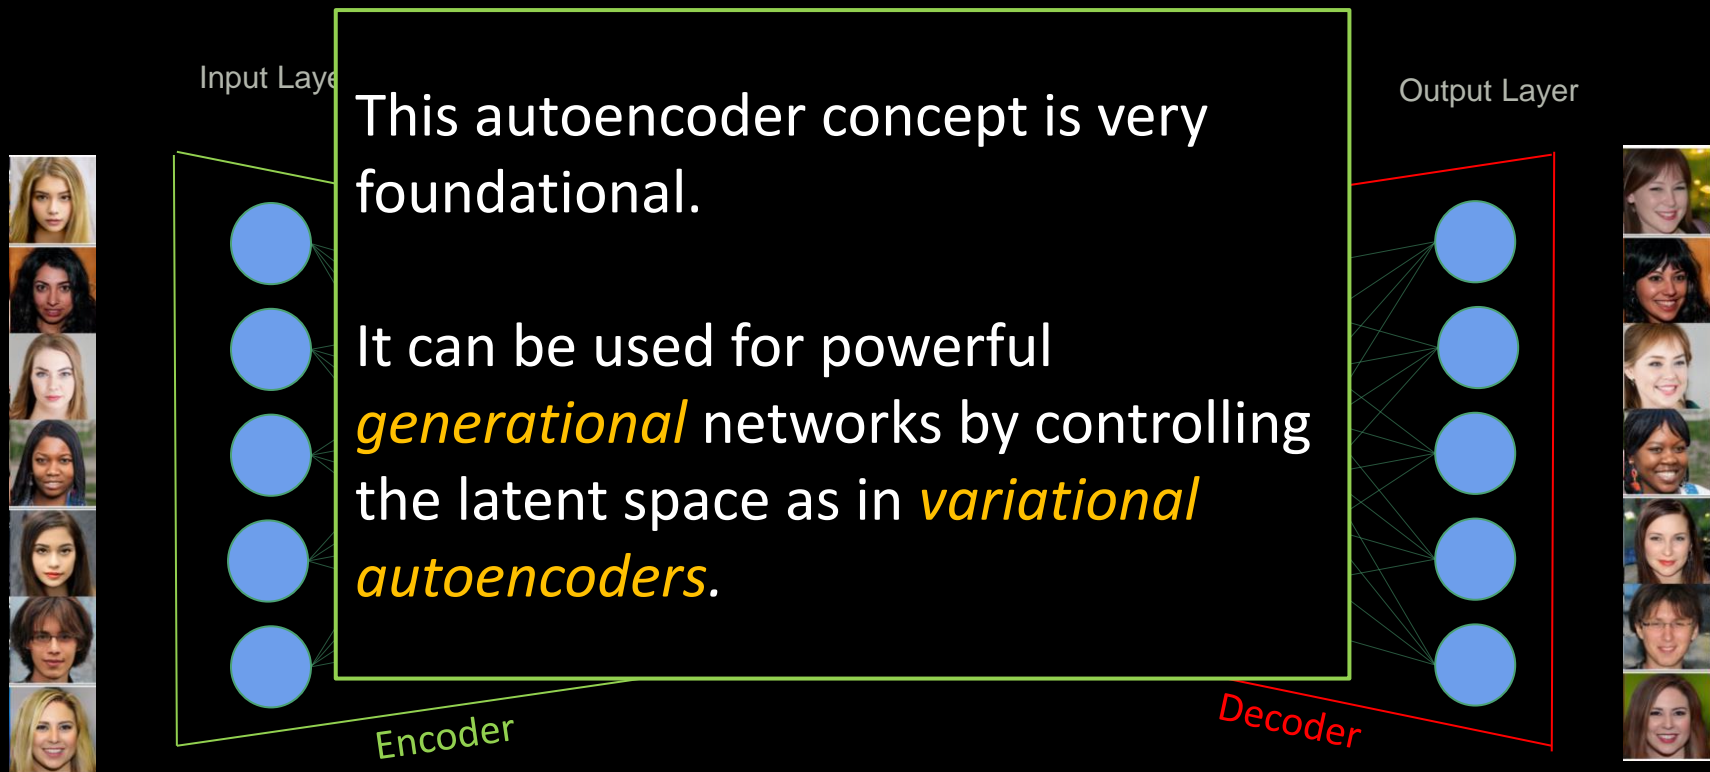 Input Laye
Output Layer
This autoencoder concept is very
foundational.
It can be used for powerful
generational networks by controlling
the latent space as in variational
autoencoders.
Encoder
Decoder